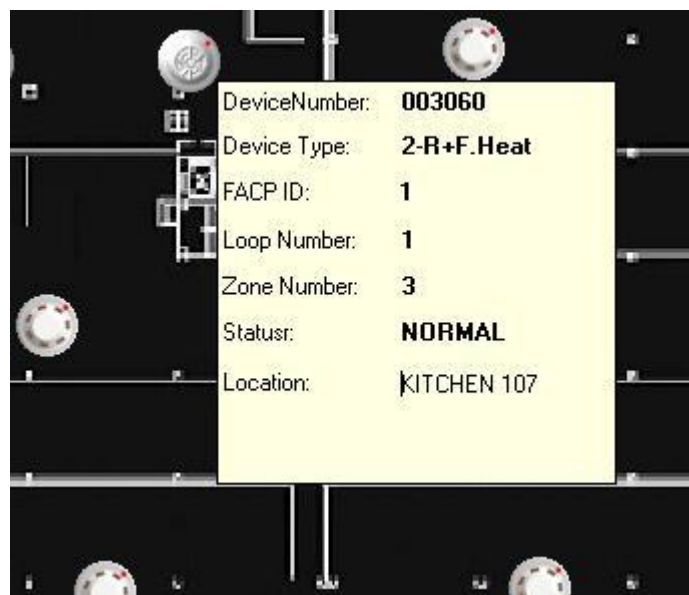 DeviceNumber: 003060
Device Type: 2-R+F.Heat
FACP ID: 1
Loop Number: 1
Zone Number: 3
Statusr: NORMAL
Location: KITCHEN 107